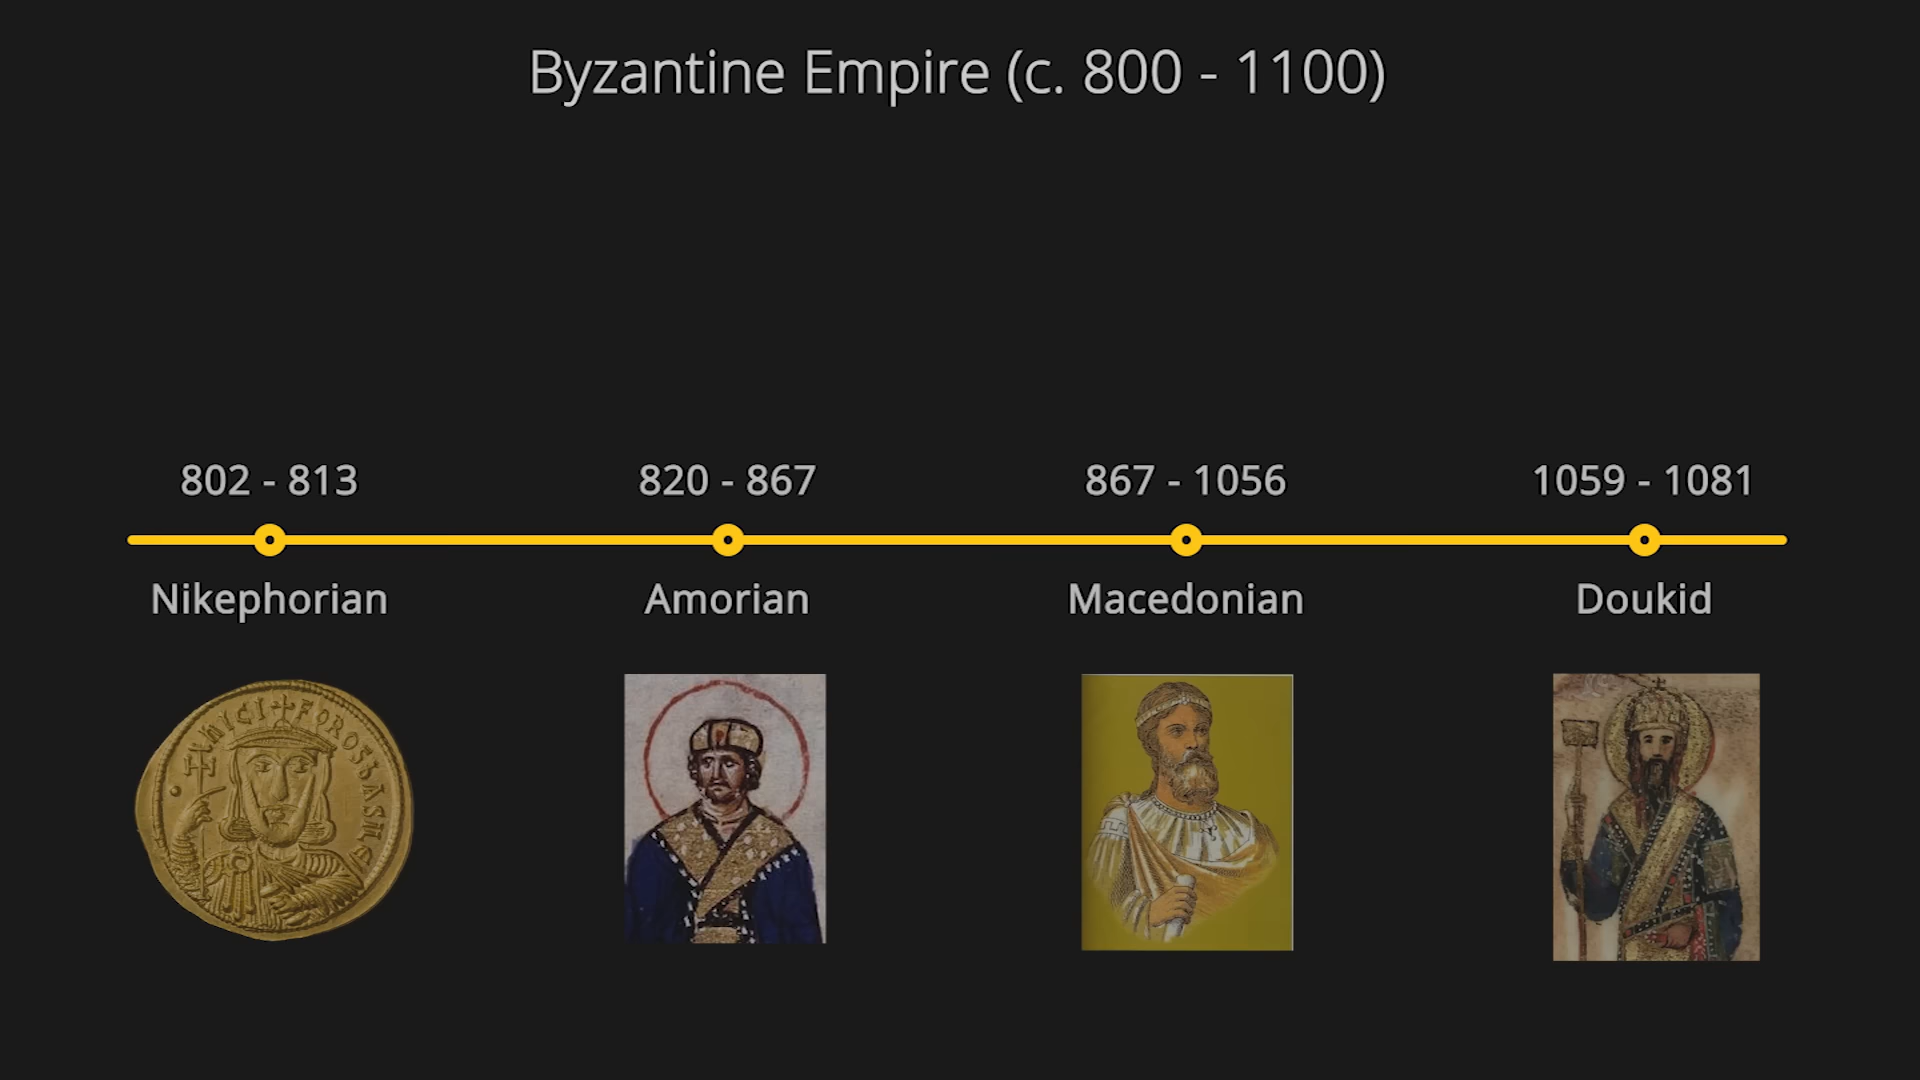 Byzantine Empire (c. 800 - 1100)
802 - 813
820 - 867
867 - 1056
1059 - 1081
Nikephorian
Amorian
Macedonian
Doukid